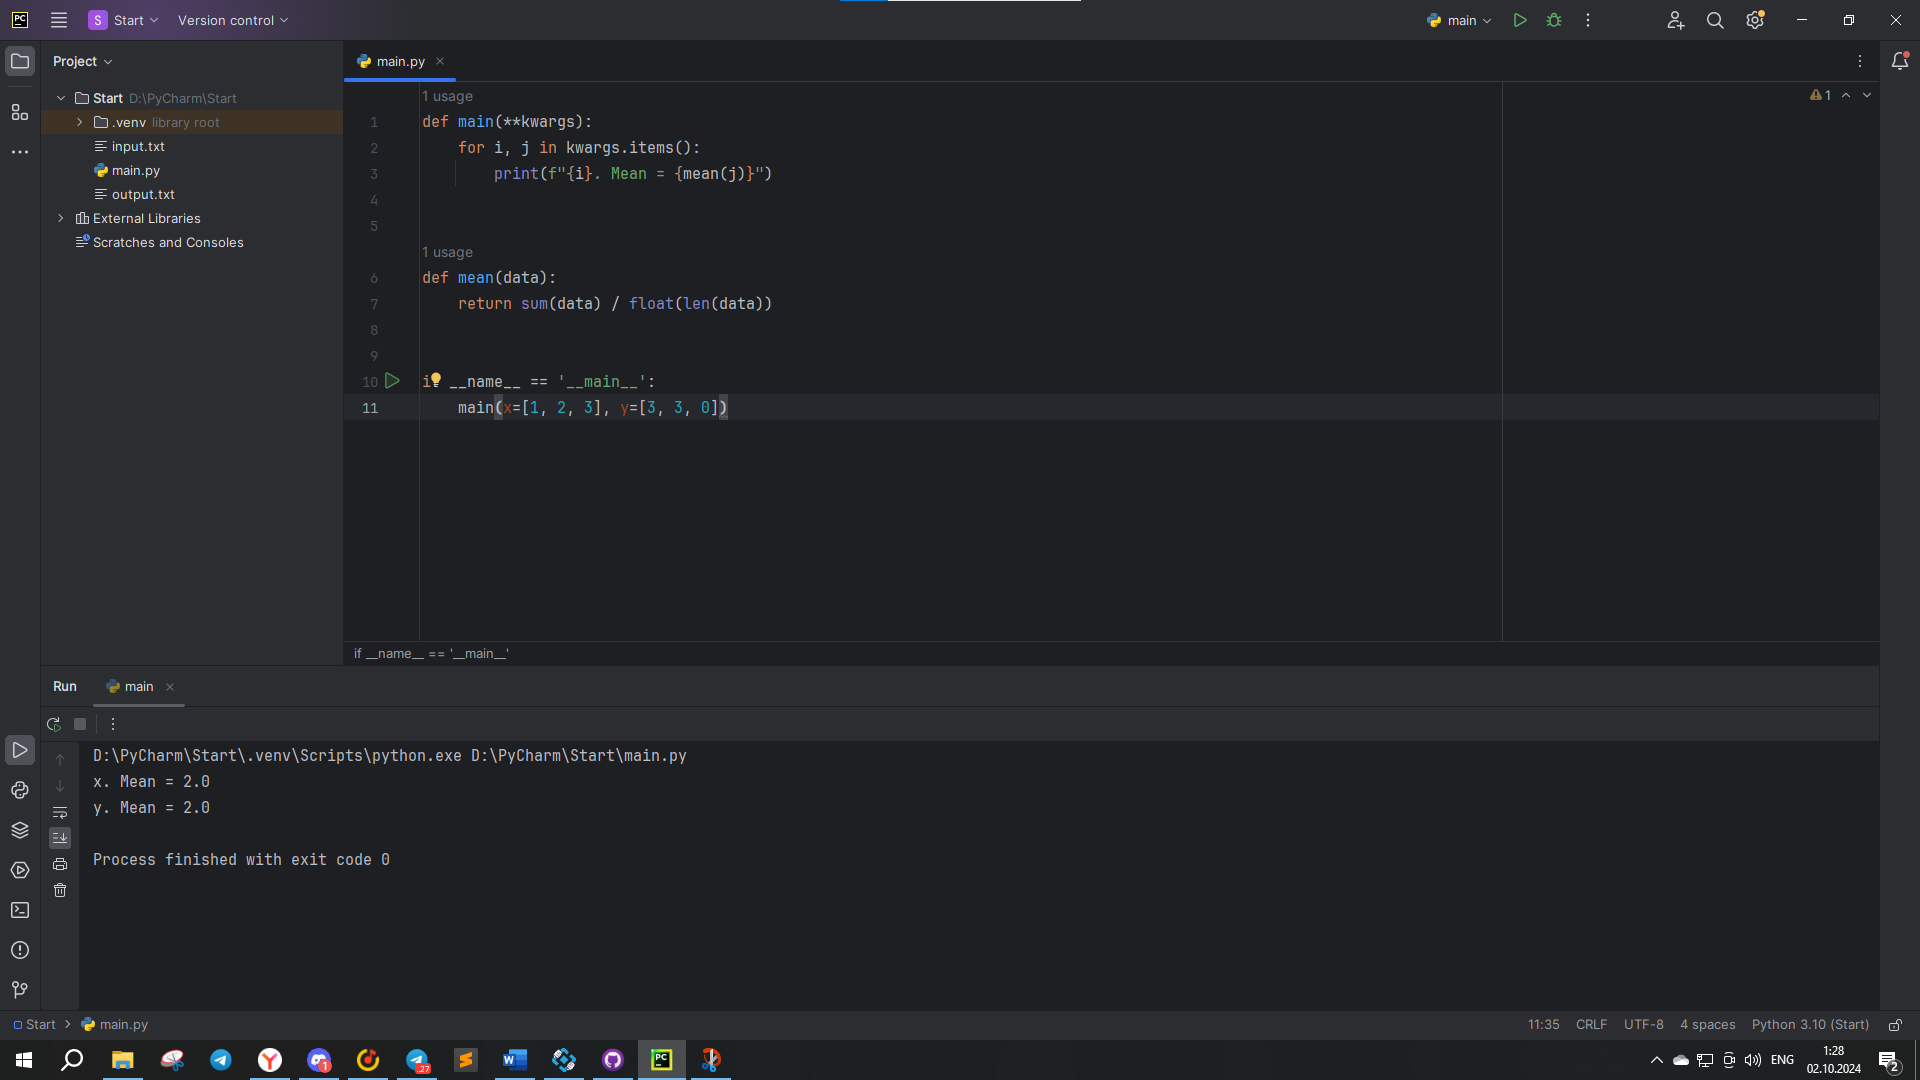 PC
S Start Version control main
Project
main.py
Start D:\PyCharm\Start
.venv library root
input.txt
main.py
output.txt
External Libraries
Scratches and Consoles
1 usage
1
1 def main(**kwargs):
2 for i, j in kwargs.items():
3 print(f"{i}. Mean = {mean(j)}")
4
5
1 usage
6 def mean(data):
7 return sum(data) / float(len(data))
8
9
10 i __name__ == '__main__':
11 main(x=[1, 2, 3], y=[3, 3, 0])
if __name__ == '__main__'
Run main
D:\PyCharm\Start\.venv\Scripts\python.exe D:\PyCharm\Start\main.py
x. Mean = 2.0
y. Mean = 2.0
Process finished with exit code 0
Start main.py
11:35 CRLF UTF-8 4 spaces Python 3.10 (Start)
Y 1 27 S W PC
ENG
1:28
02.10.2024
2